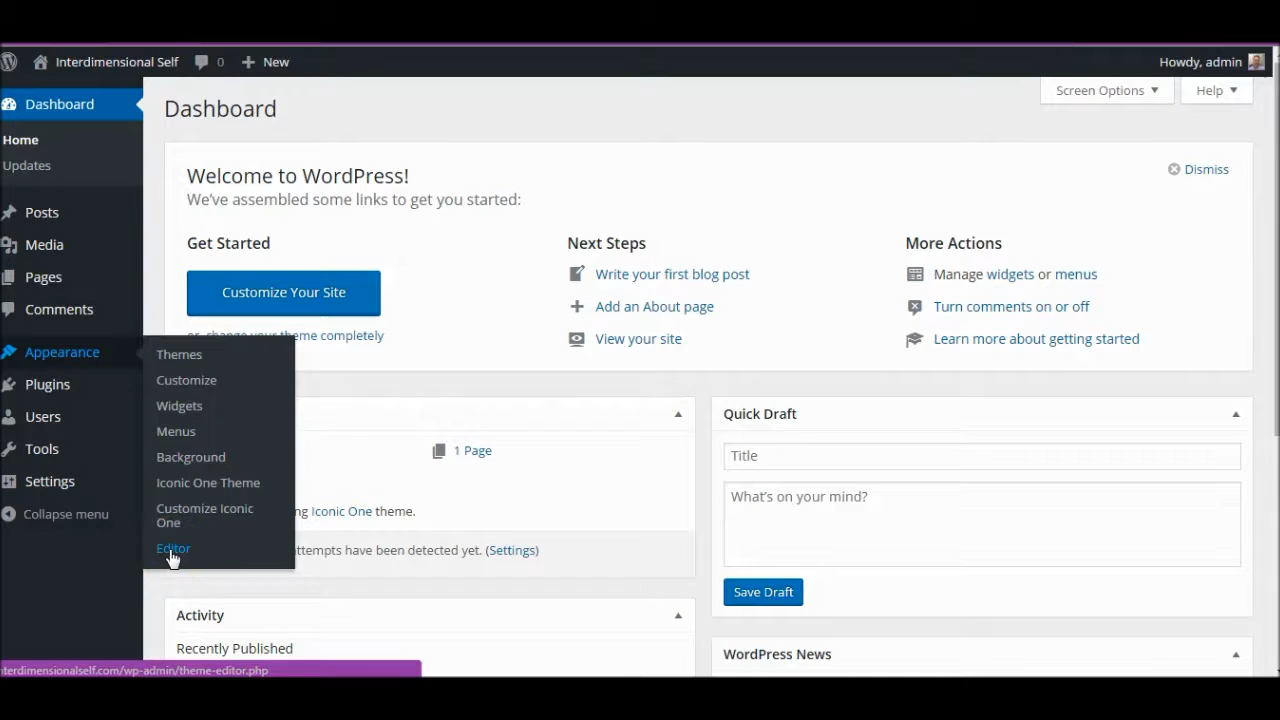 Interdimensional Self 0 New Howdy, admin
Screen Options Help
Dashboard
Home
Updates
Posts
Media
Pages
Comments
Appearance
Plugins
Users
Tools
Settings
Collapse menu
Themes
Customize
Widgets
Menus
Background
Iconic One Theme
Customize Iconic
One
Editor
Dashboard
Welcome to WordPress!
We've assembled some links to get you started:
Dismiss
Get Started
Customize Your Site
or, change your theme completely
Next Steps
Write your first blog post
Add an About page
View your site
More Actions
Manage widgets or menus
Turn comments on or off
Learn more about getting started
1 Page
Iconic One theme.
attempts have been detected yet. (Settings)
Activity
Recently Published
Quick Draft
Title
What's on your mind?
Save Draft
WordPress News
nterdimensionalself.com/wp-admin/theme-editor.php